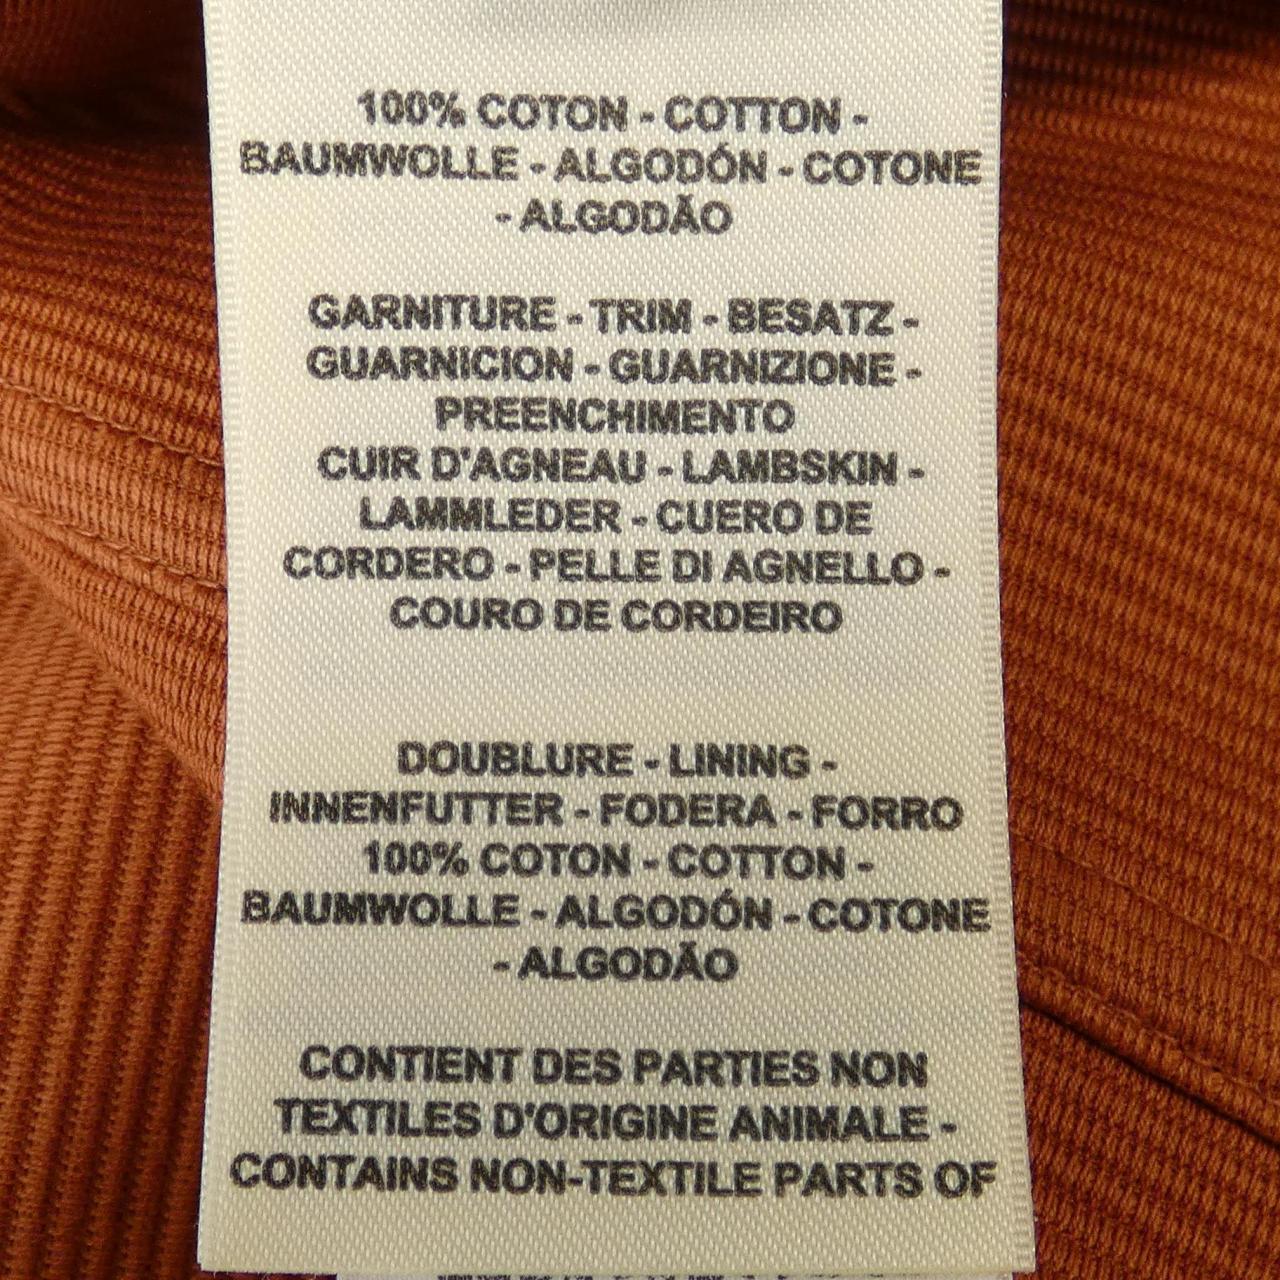 100% COTON - COTTON -
BAUMWOLLE - ALGODÓN - COTONE
- ALGODÃO
GARNITURE - TRIM - BESATZ -
GUARNICION - GUARNIZIONE -
PREENCHIMENTO
CUIR D'AGNEAU - LAMBSKIN -
LAMMLEDER - CUERO DE
CORDERO - PELLE DI AGNELLO -
COURO DE CORDEIRO
DOUBLURE - LINING -
INNENFUTTER - FODERA - FORRO
100% COTON - COTTON -
BAUMWOLLE - ALGODÓN - COTONE
- ALGODÃO
CONTIENT DES PARTIES NON
TEXTILES D'ORIGINE ANIMALE -
CONTAINS NON-TEXTILE PARTS OF